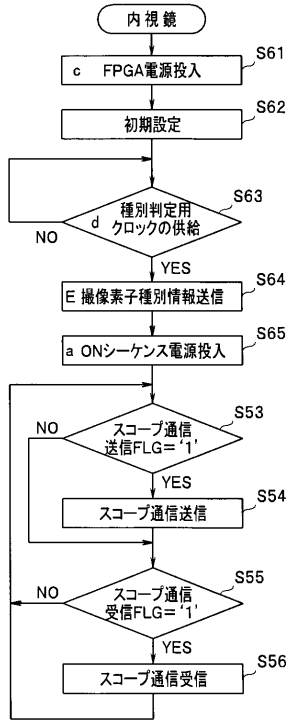 内視鏡
S61
c FPGA電源投入
S62
初期設定
S63
種別判定用
d クロックの供給
NO
YES
S64
E 撮像素子種別情報送信
S65
a ONシーケンス電源投入
S53
NO
スコープ通信
送信FLG=‘1’
YES
S54
スコープ通信送信
S55
NO
スコープ通信
受信FLG=‘1’
YES
S56
スコープ通信受信